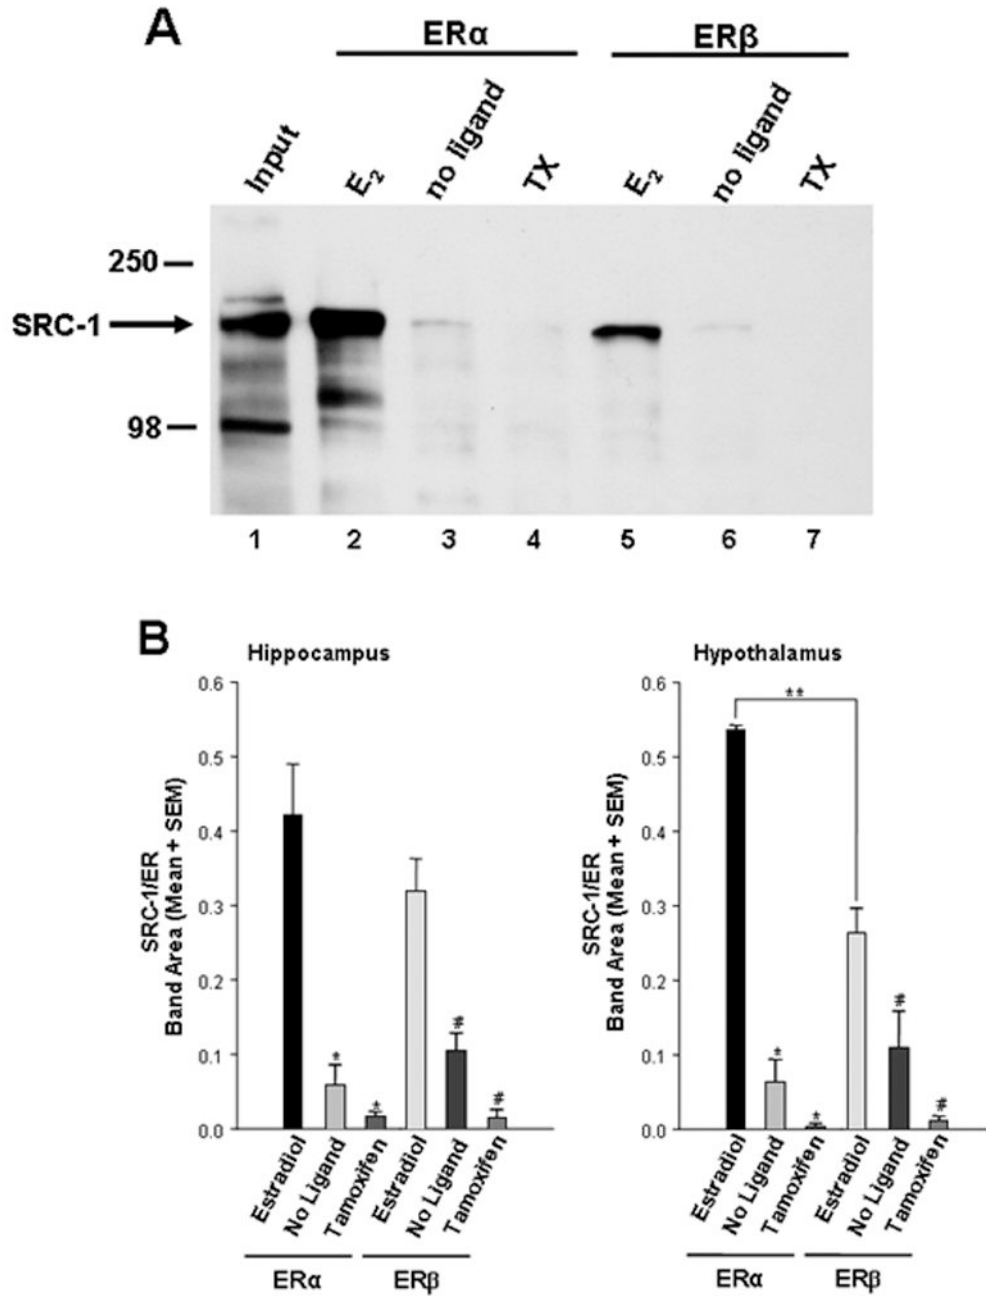 A
ERα
ERβ
Input
E2
no ligand
TX
E2
no ligand
TX
250
SRC-1
98
1 2 3 4 5 6 7
B
Hippocampus
SRC-1/ER
Band Area (Mean + SEM)
0.6
0.5
0.4
0.3
0.2
0.1
0.0
*
*
#
#
Estradiol
No Ligand
Tamoxifen
Estradiol
No Ligand
Tamoxifen
ERα
ERβ
Hypothalamus
SRC-1/ER
Band Area (Mean + SEM)
0.6
0.5
0.4
0.3
0.2
0.1
0.0
**
*
*
#
#
Estradiol
No Ligand
Tamoxifen
Estradiol
No Ligand
Tamoxifen
ERα
ERβ